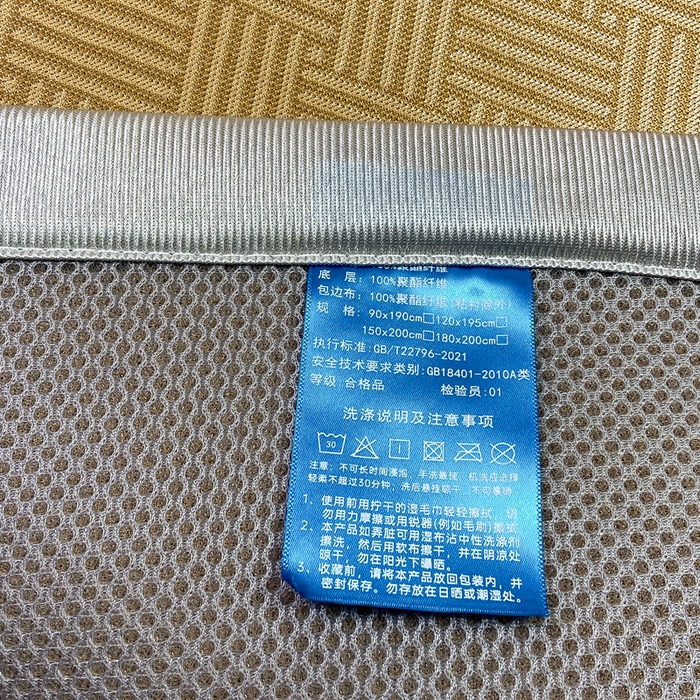 100%聚酯纤维
底 层：100%聚酯纤维
包边布：100%聚酯纤维(粘衬除外)
规 格：90x190cm□120x195cm□
150x200cm□180x200cm□
执行标准:GB/T22796-2021
安全技术要求类别:GB18401-2010A类
等级:合格品 检验员:01
洗涤说明及注意事项
30
注意：不可长时间浸泡，手洗最佳，机洗应选择
轻柔不超过30分钟；洗后悬挂晾干，不可曝晒
1、使用前用拧干的湿毛巾轻轻擦拭，切
勿用力摩擦或用锐器(例如毛刷)擦拭
2、本产品如弄脏可用湿布沾中性洗涤剂
擦洗，然后用软布擦干，并在阴凉处
晾干，勿在阳光下曝晒。
3、收藏前，请将本产品放回包装内，并
密封保存。勿存放在日晒或潮湿处。